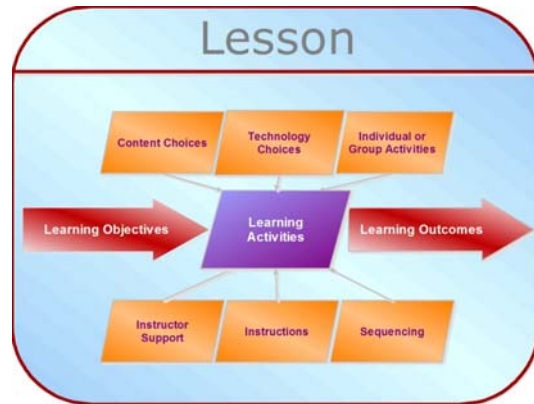 Lesson
Content Choices
Technology
Choices
Individual or
Group Activities
Learning Objectives
Learning
Activities
Learning Outcomes
Instructor
Support
Instructions
Sequencing